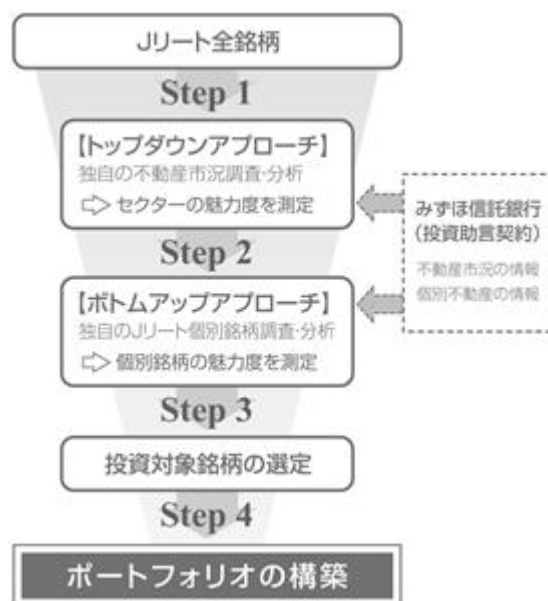 Jリート全銘柄
Step 1
【トップダウンアプローチ】
独自の不動産市況調査・分析
⇨ セクターの魅力度を測定
みずほ信託銀行
(投資助言契約)
不動産市況の情報
個別不動産の情報
Step 2
【ボトムアップアプローチ】
独自のJリート個別銘柄調査・分析
⇨ 個別銘柄の魅力度を測定
Step 3
投資対象銘柄の選定
Step 4
ポートフォリオの構築